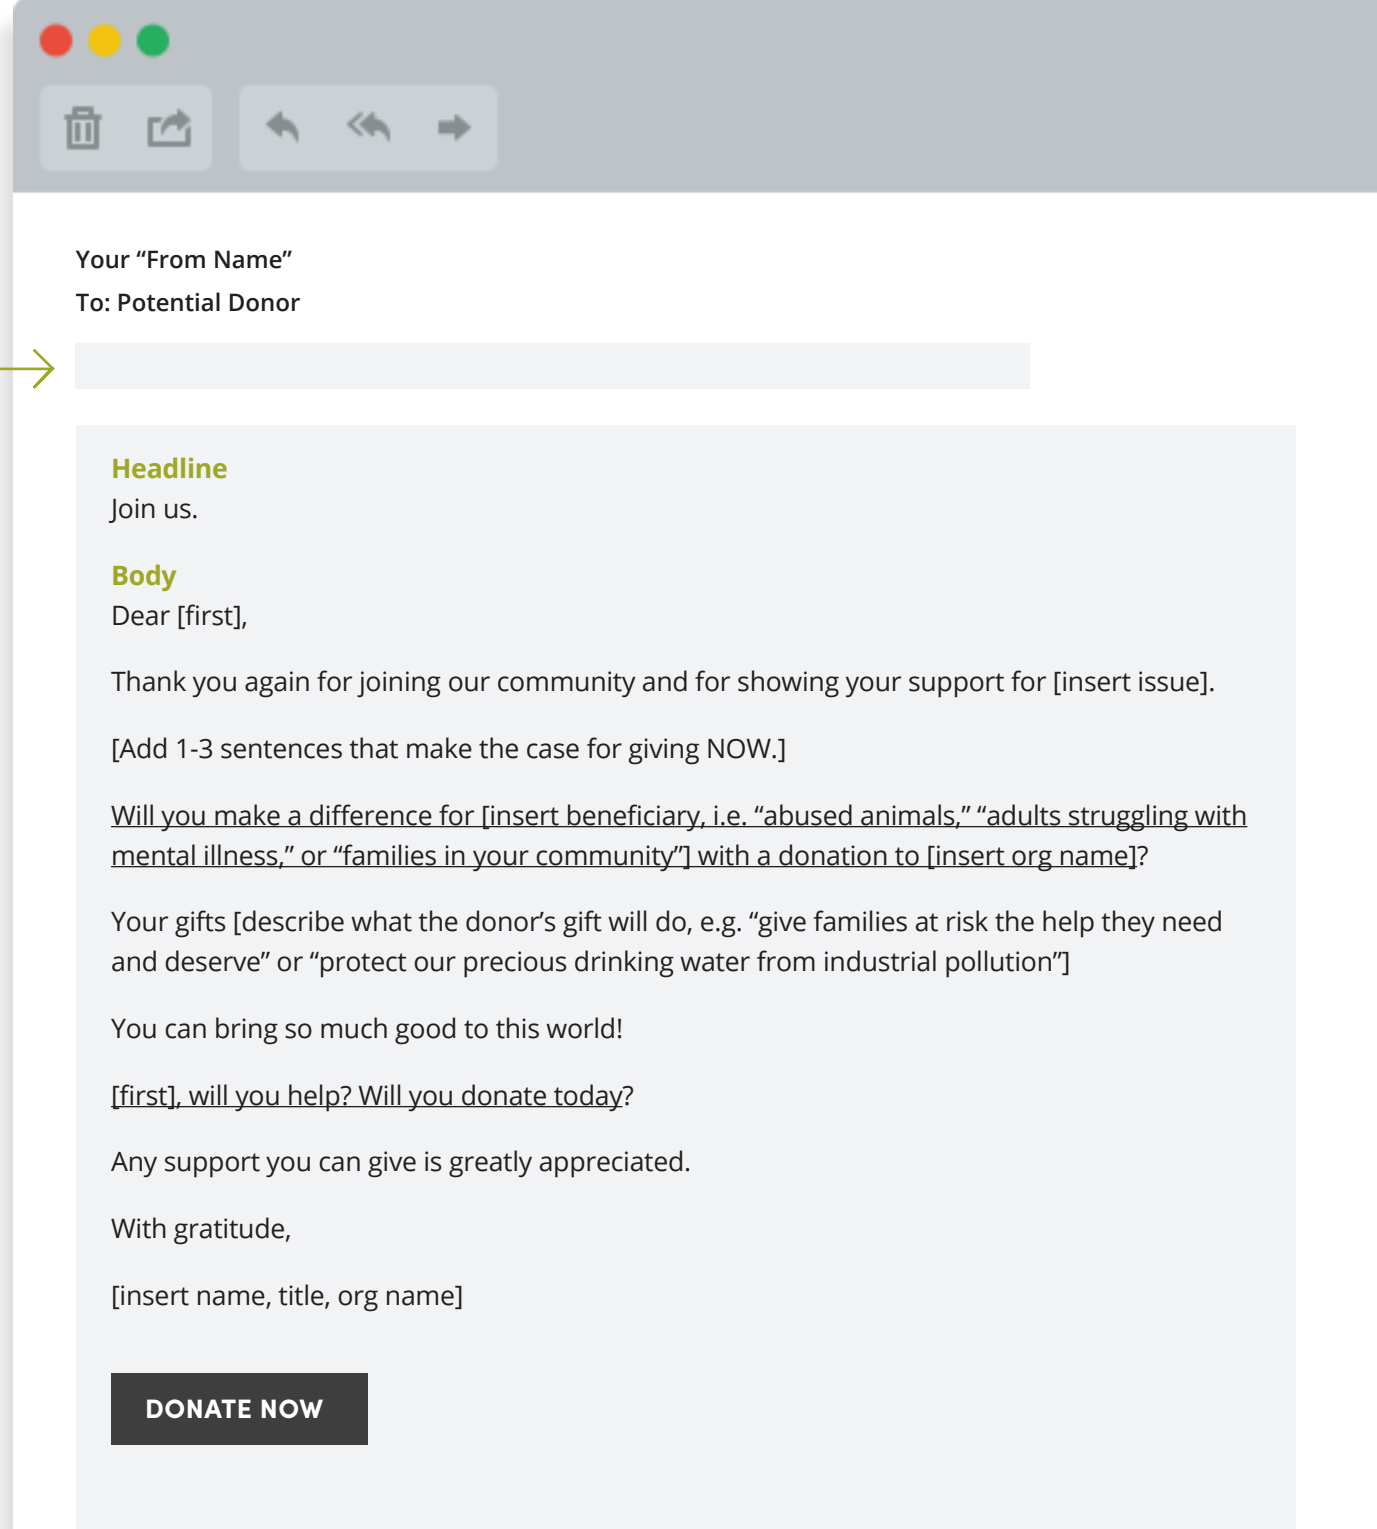 Your “From Name”
To: Potential Donor
Headline
Join us.
Body
Dear [first],
Thank you again for joining our community and for showing your support for [insert issue].
[Add 1-3 sentences that make the case for giving NOW.]
Will you make a difference for [insert beneficiary, i.e. “abused animals,” “adults struggling with
mental illness,” or “families in your community”] with a donation to [insert org name]?
Your gifts [describe what the donor’s gift will do, e.g. “give families at risk the help they need
and deserve” or “protect our precious drinking water from industrial pollution”]
You can bring so much good to this world!
[first], will you help? Will you donate today?
Any support you can give is greatly appreciated.
With gratitude,
[insert name, title, org name]
DONATE NOW